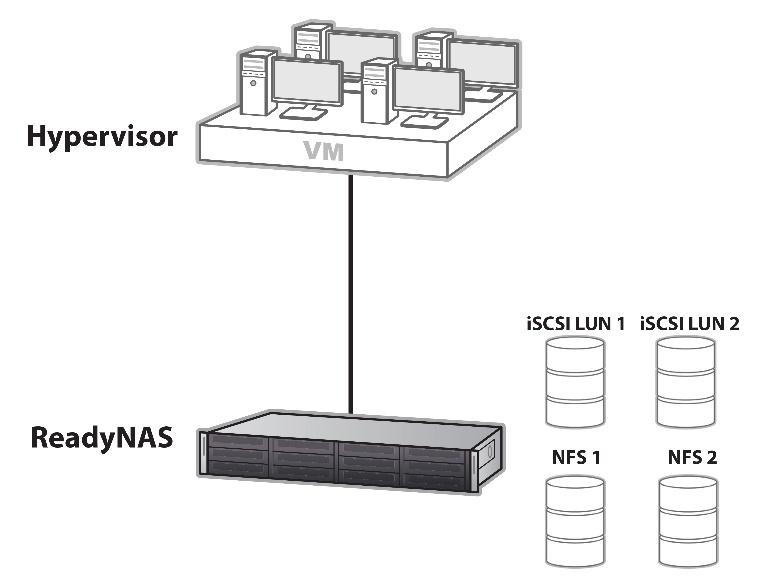 Hypervisor
VM
iSCSI LUN 1 iSCSI LUN 2
ReadyNAS
NFS 1 NFS 2